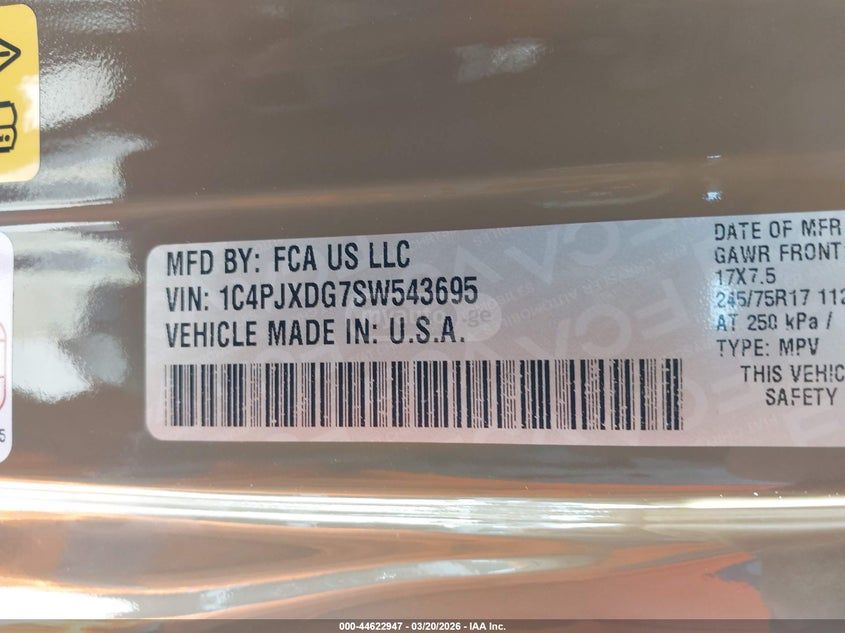 MFD BY: FCA US LLC
VIN: 1C4PJXDG7SW543695
VEHICLE MADE IN: U.S.A.
DATE OF MFR
GAWR FRONT
17X7.5
245/75R17 112
AT 250 kPa /
TYPE: MPV
THIS VEHIC
SAFETY
000-44622947 - 03/20/2026 - IAA Inc.